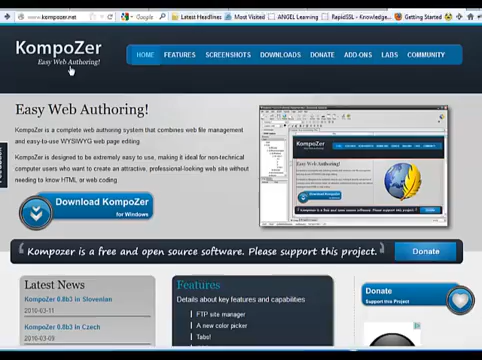 www.kompozer.net
Google
Latest Headlines
Most Visited
ANGEL Learning
RapidSSL - Knowledge...
Getting Started
KompoZer
Easy Web Authoring!
HOME
FEATURES
SCREENSHOTS
DOWNLOADS
DONATE
ADD-ONS
LABS
COMMUNITY
Easy Web Authoring!
KompoZer is a complete web authoring system that combines web file management
and easy-to-use WYSIWYG web page editing.
KompoZer is designed to be extremely easy to use, making it ideal for non-technical
computer users who want to create an attractive, professional-looking web site without
needing to know HTML or web coding.
Download KompoZer
for Windows
Kompozer is a free and open source software. Please support this project.
Donate
Latest News
KompoZer 0.8b3 in Slovenian
2010-03-11
KompoZer 0.8b3 in Czech
2010-03-09
Features
Details about key features and capabilities
FTP site manager
A new color picker
Tabs!
Donate
Support this Project